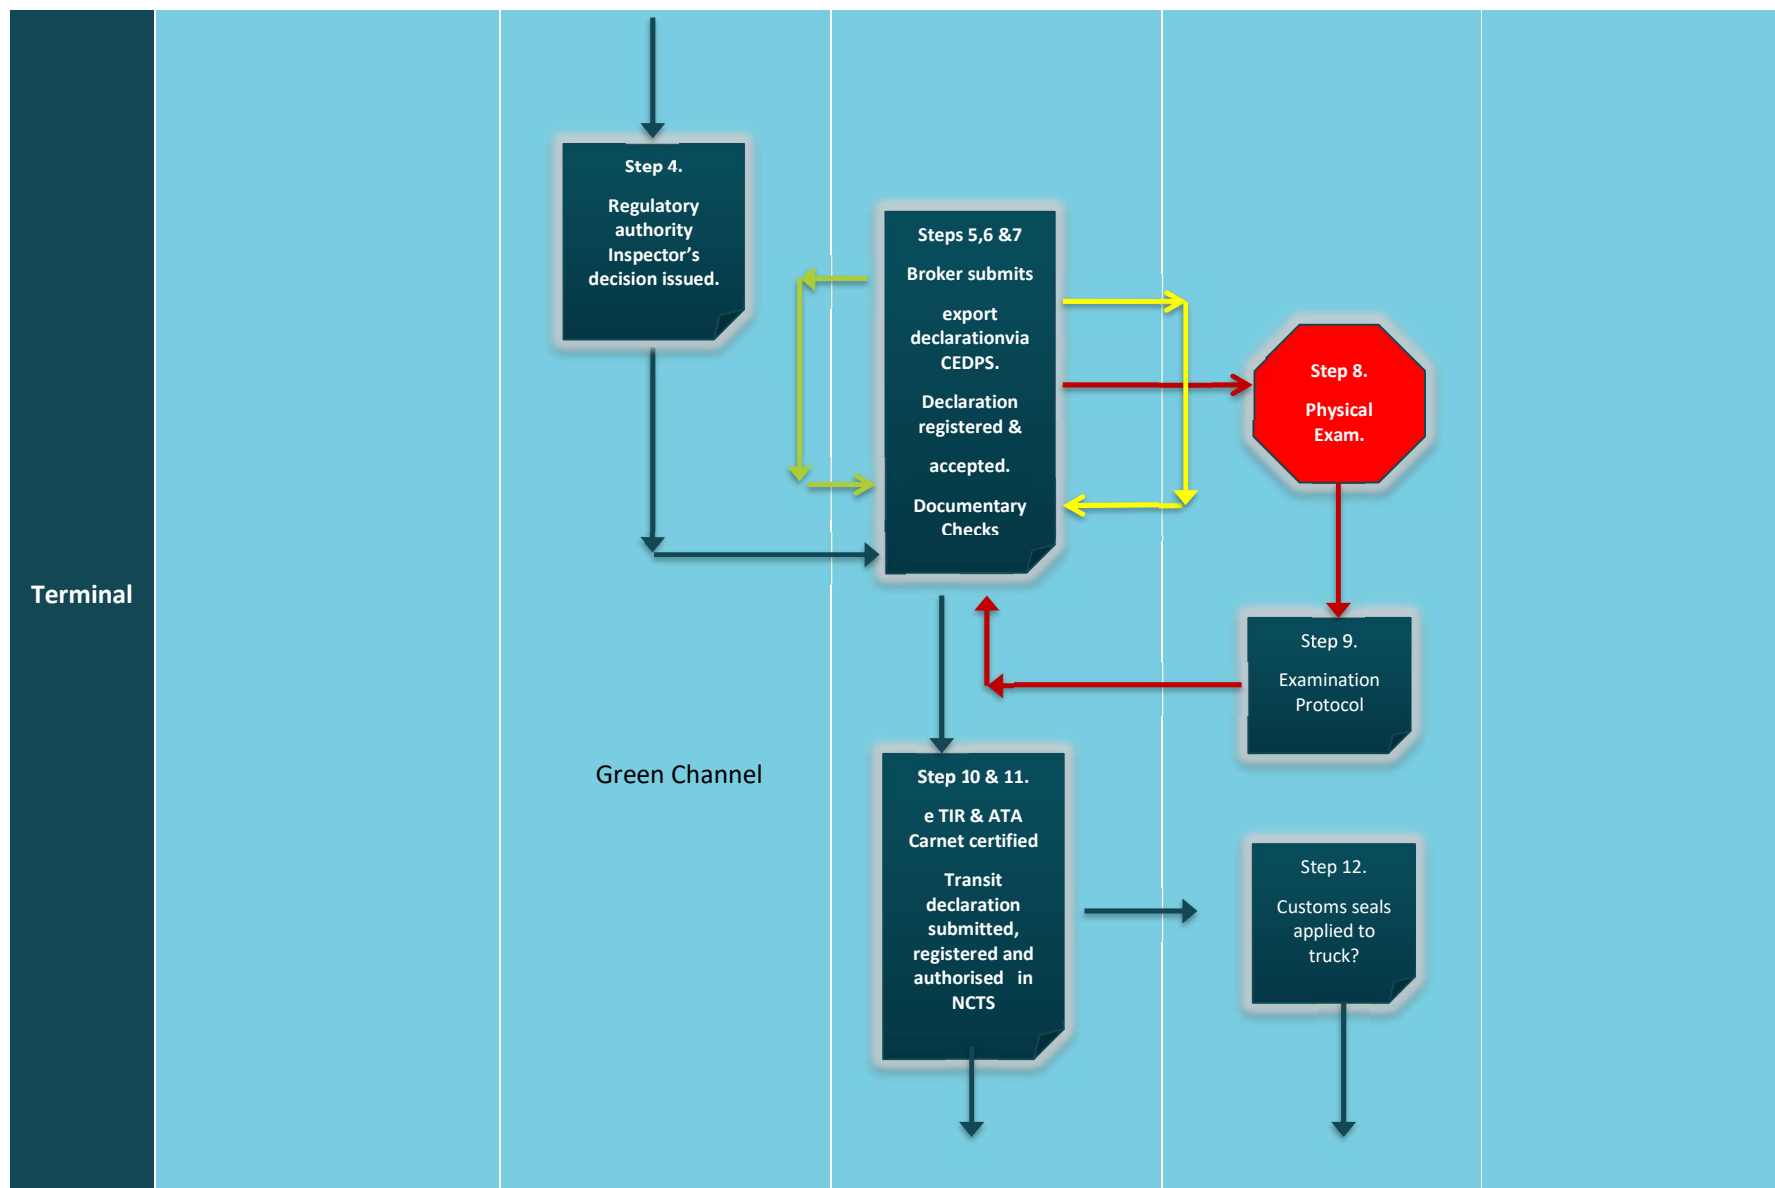 Terminal
Step 4.
Regulatory
authority
Inspector’s
decision issued.
Steps 5,6 &7
Broker submits
export
declarationvia
CEDPS.
Declaration
registered &
accepted.
Documentary
Checks
Step 8.
Physical
Exam.
Step 9.
Examination
Protocol
Green Channel
Step 10 & 11.
e TIR & ATA
Carnet certified
Transit
declaration
submitted,
registered and
authorised in
NCTS
Step 12.
Customs seals
applied to
truck?